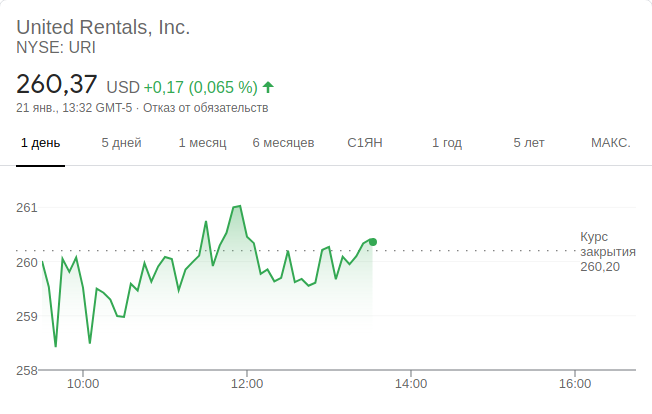 United Rentals, Inc.
NYSE: URI
260,37 USD +0,17 (0,065 %)
21 янв., 13:32 GMT-5 · Отказ от обязательств
1 день 5 дней 1 месяц 6 месяцев С1ЯН 1 год 5 лет МАКС.
261
Курс
закрытия
260,20
260
259
258
10:00 12:00 14:00 16:00